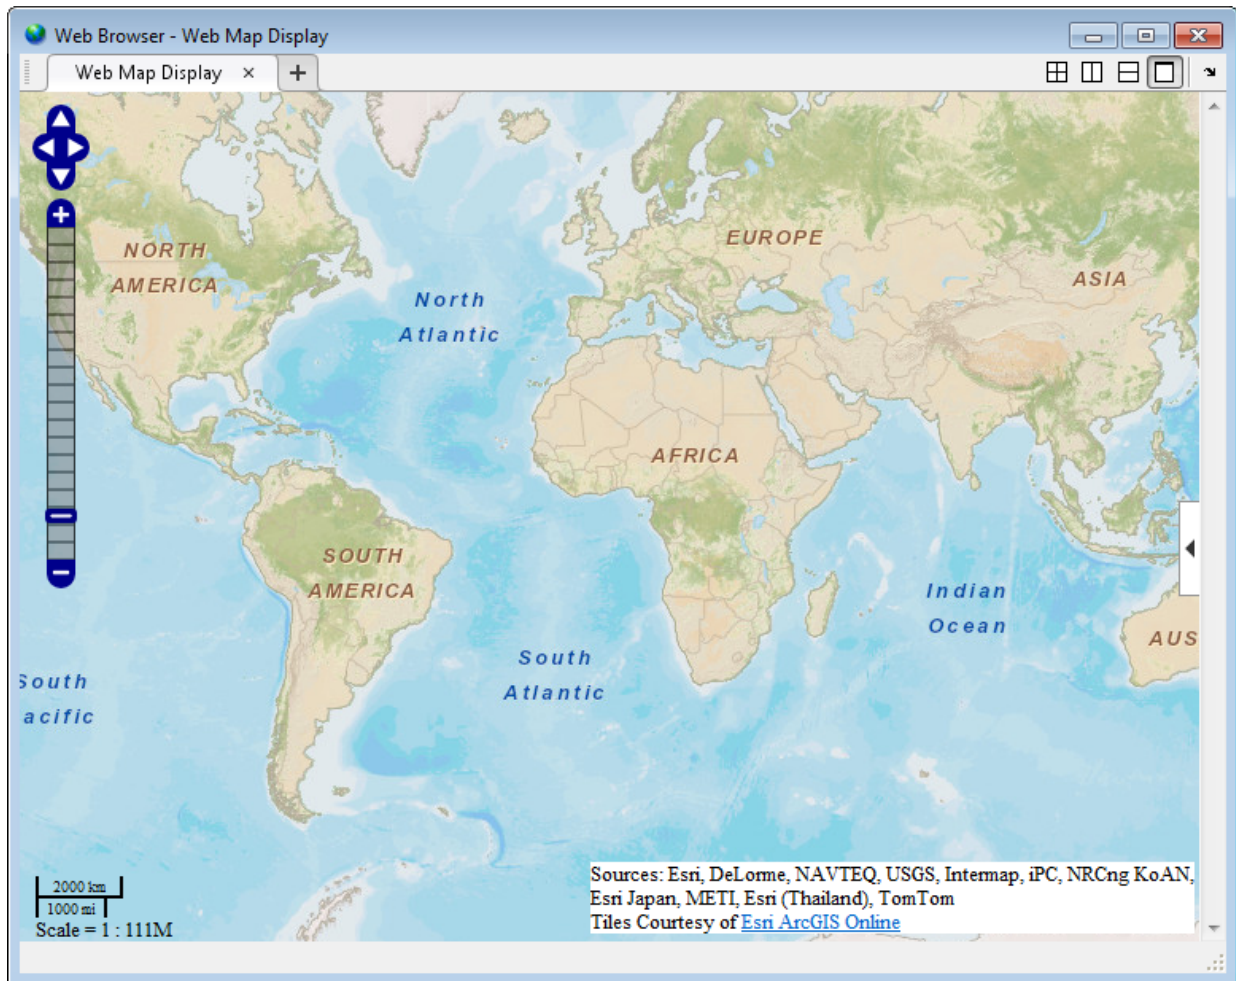 Web Browser - Web Map Display
Web Map Display
NORTH
AMERICA
EUROPE
ASIA
North
Atlantic
AFRICA
SOUTH
AMERICA
Indian
Ocean
AUS
South
Atlantic
South
acific
2000 km
1000 mi
Scale = 1 : 111M
Sources: Esri, DeLorme, NAVTEQ, USGS, Intermap, iPC, NRCng KoAN,
Esri Japan, METI, Esri (Thailand), TomTom
Tiles Courtesy of Esri ArcGIS Online